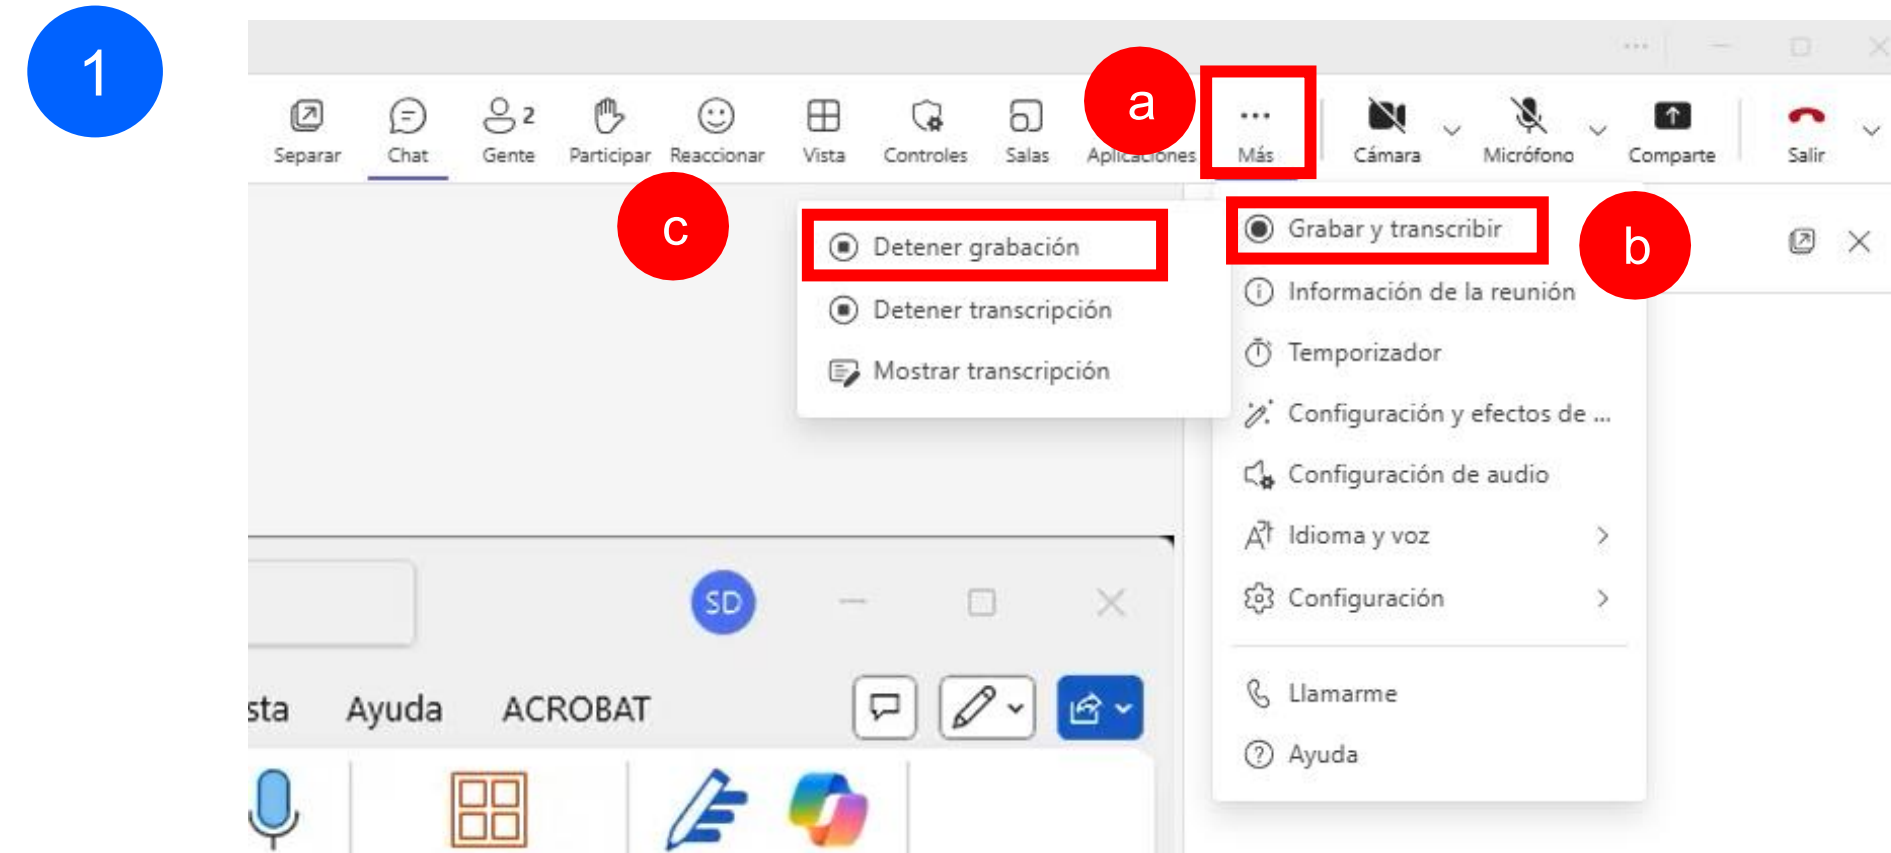 1
a
Separar
Chat
Gente 2
Participar
Reaccionar
Vista
Controles
Salas
Aplicaciones
Más
Cámara
Micrófono
Comparte
Salir
c
b
Detener grabación
Detener transcripción
Mostrar transcripción
Grabar y transcribir
Información de la reunión
Temporizador
Configuración y efectos de ...
Configuración de audio
Idioma y voz
Configuración
Llamarme
Ayuda
SD
sta Ayuda ACROBAT